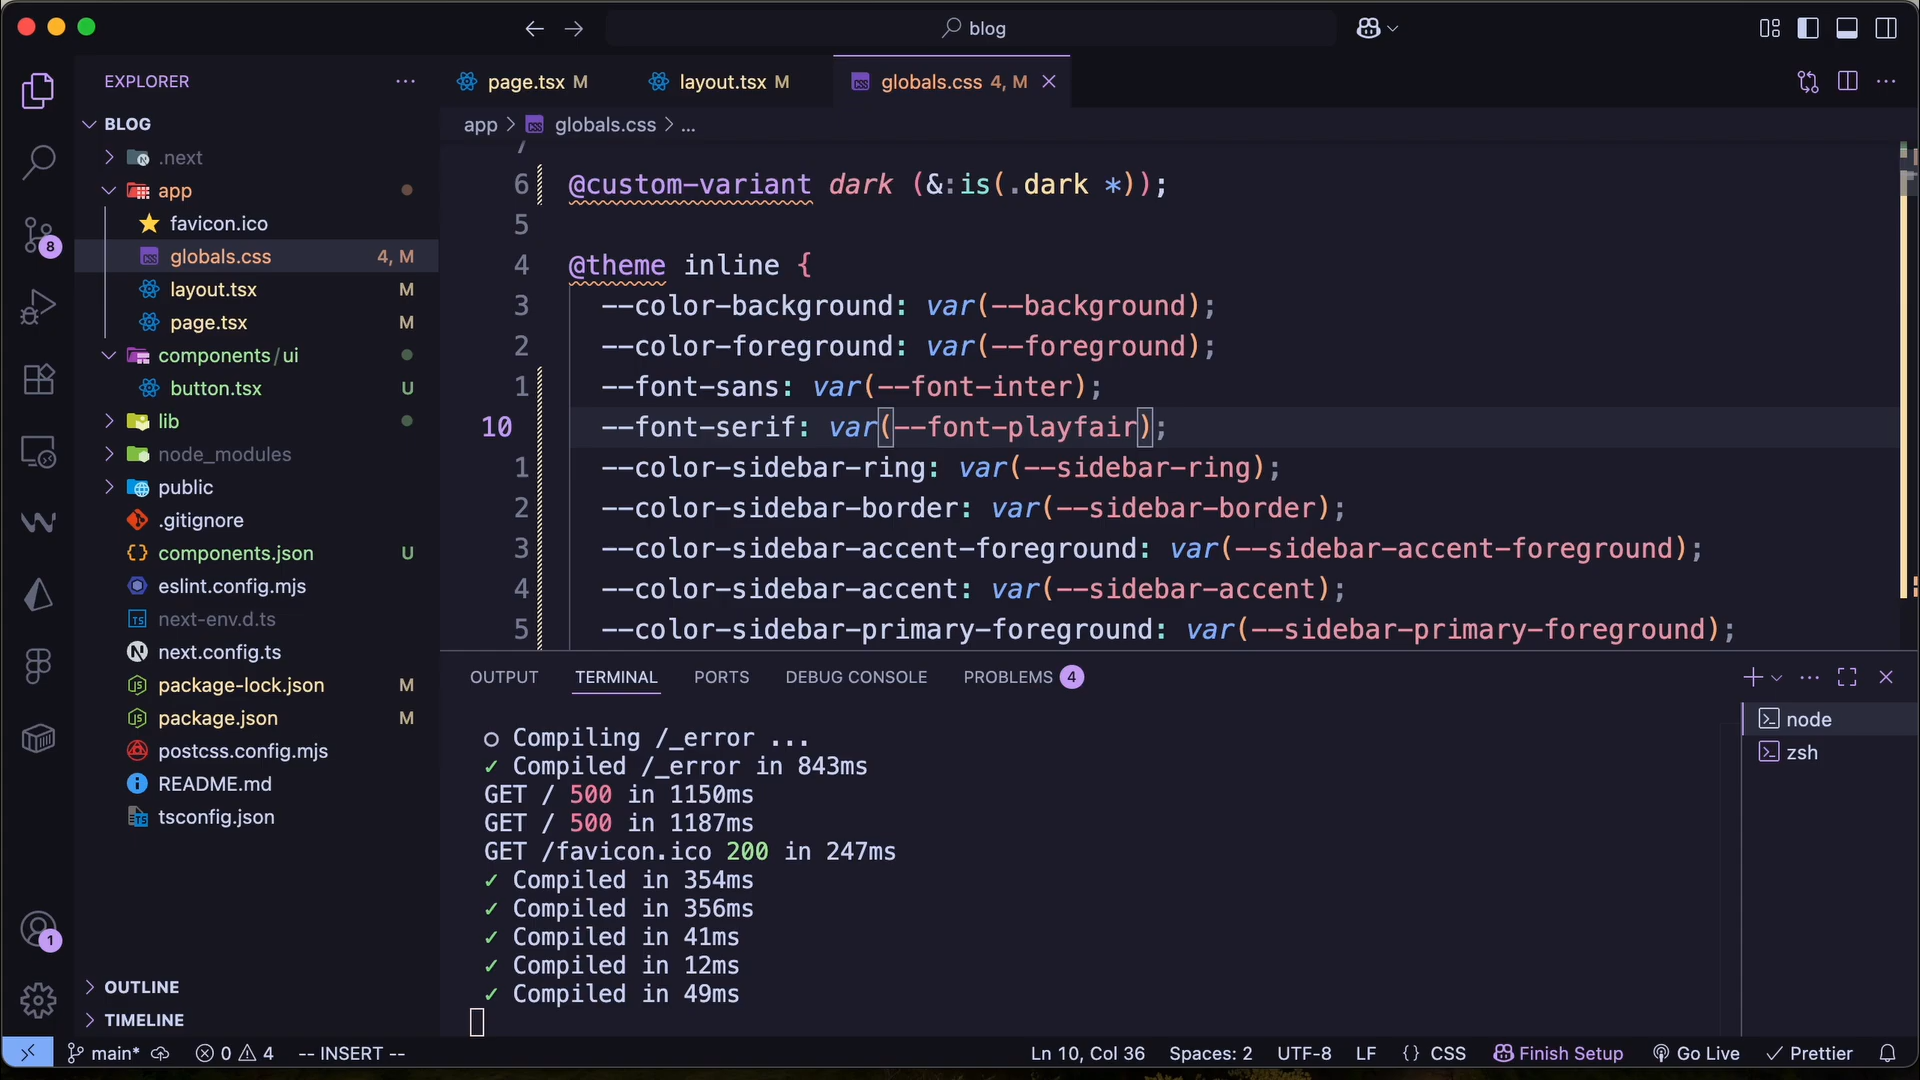 blog
EXPLORER
page.tsx M
layout.tsx M
globals.css 4, M
app > globals.css > ...
BLOG
.next
app
favicon.ico
globals.css 4, M
layout.tsx M
page.tsx M
components/ui
button.tsx U
lib
node_modules
public
.gitignore
components.json U
eslint.config.mjs
next-env.d.ts
next.config.ts
package-lock.json M
package.json M
postcss.config.mjs
README.md
tsconfig.json
OUTLINE
TIMELINE
8
1
7
6 @custom-variant dark (&:is(.dark *));
5
4 @theme inline {
3 --color-background: var(--background);
2 --color-foreground: var(--foreground);
1 --font-sans: var(--font-inter);
10 --font-serif: var(--font-playfair);
1 --color-sidebar-ring: var(--sidebar-ring);
2 --color-sidebar-border: var(--sidebar-border);
3 --color-sidebar-accent-foreground: var(--sidebar-accent-foreground);
4 --color-sidebar-accent: var(--sidebar-accent);
5 --color-sidebar-primary-foreground: var(--sidebar-primary-foreground);
OUTPUT TERMINAL PORTS DEBUG CONSOLE PROBLEMS 4
○ Compiling /_error ...
✓ Compiled /_error in 843ms
GET / 500 in 1150ms
GET / 500 in 1187ms
GET /favicon.ico 200 in 247ms
✓ Compiled in 354ms
✓ Compiled in 356ms
✓ Compiled in 41ms
✓ Compiled in 12ms
✓ Compiled in 49ms
node
zsh
main* 0 4 -- INSERT -- Ln 10, Col 36 Spaces: 2 UTF-8 LF {} CSS Finish Setup Go Live ✓ Prettier